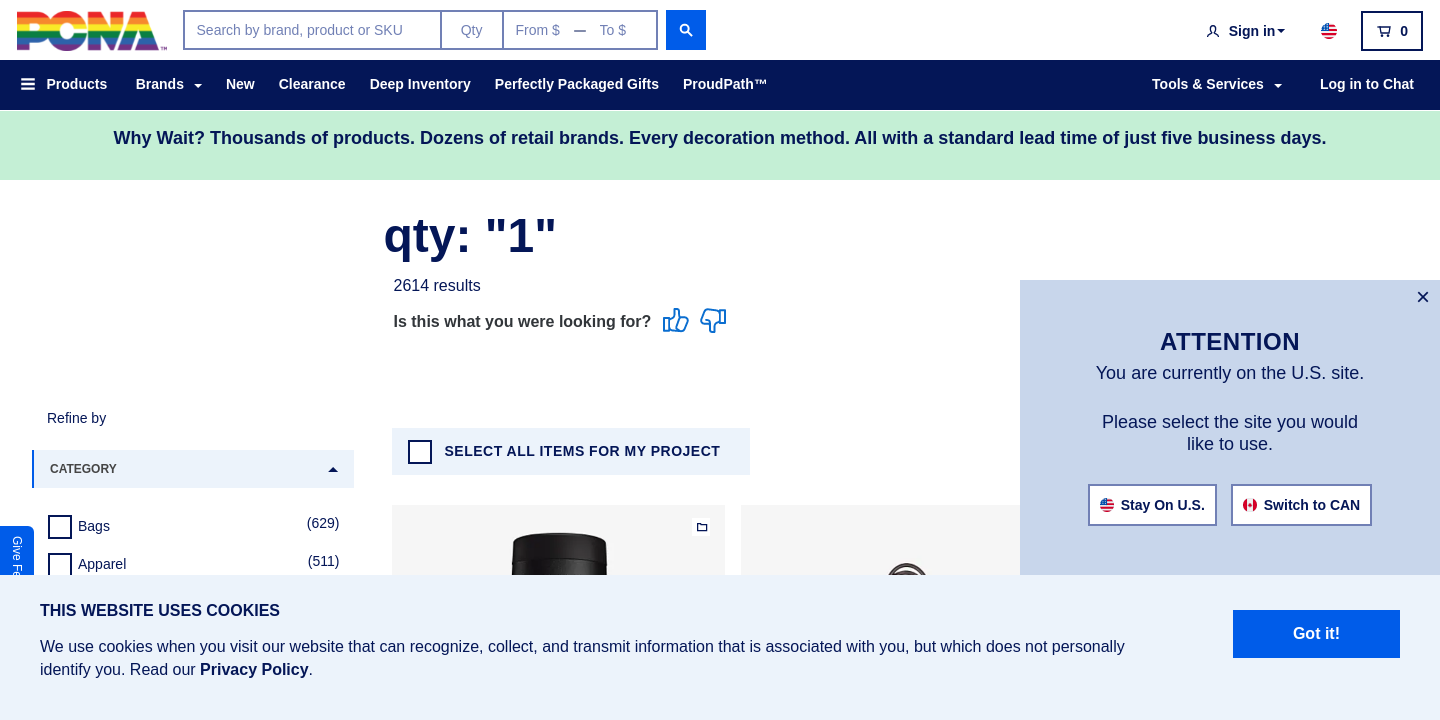 PCNA™
Search by brand, product or SKU
Qty
From $
To $
Sign in
0
Products
Brands
New
Clearance
Deep Inventory
Perfectly Packaged Gifts
ProudPath™
Tools & Services
Log in to Chat
Why Wait? Thousands of products. Dozens of retail brands. Every decoration method. All with a standard lead time of just five business days.
qty: "1"
2614 results
Is this what you were looking for?
ATTENTION
You are currently on the U.S. site.
Please select the site you would
like to use.
Stay On U.S.
Switch to CAN
Refine by
CATEGORY
SELECT ALL ITEMS FOR MY PROJECT
Bags
(629)
Apparel
(511)
Give Fe
THIS WEBSITE USES COOKIES
We use cookies when you visit our website that can recognize, collect, and transmit information that is associated with you, but which does not personally
identify you. Read our Privacy Policy.
Got it!